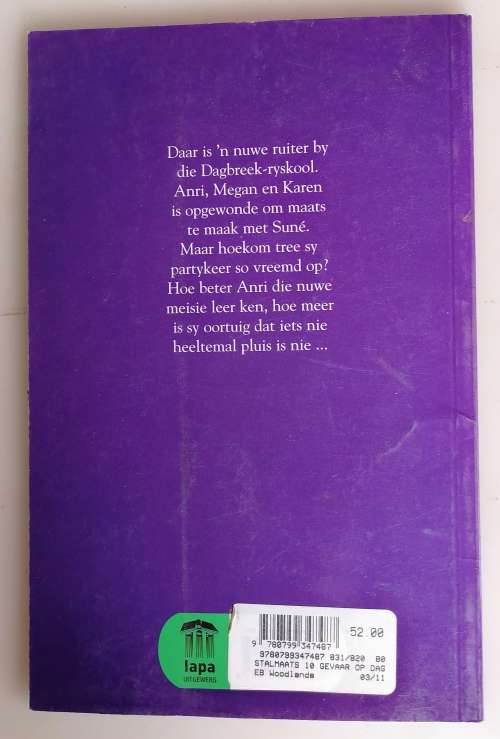 Daar is 'n nuwe ruiter by
die Dagbreek-ryskool.
Anri, Megan en Karen
is opgewonde om maats
te maak met Suné.
Maar hoekom tree sy
partykeer so vreemd op?
Hoe beter Anri die nuwe
meisie leer ken, hoe meer
is sy oortuig dat iets nie
heeltemal pluis is nie ...
lapa
UITGEWERS
52.00
9 780799 347487
9780799347487 831/820 80
STALMAATS 10 GEVAAR OP DAG
EB Woodlands 03/11